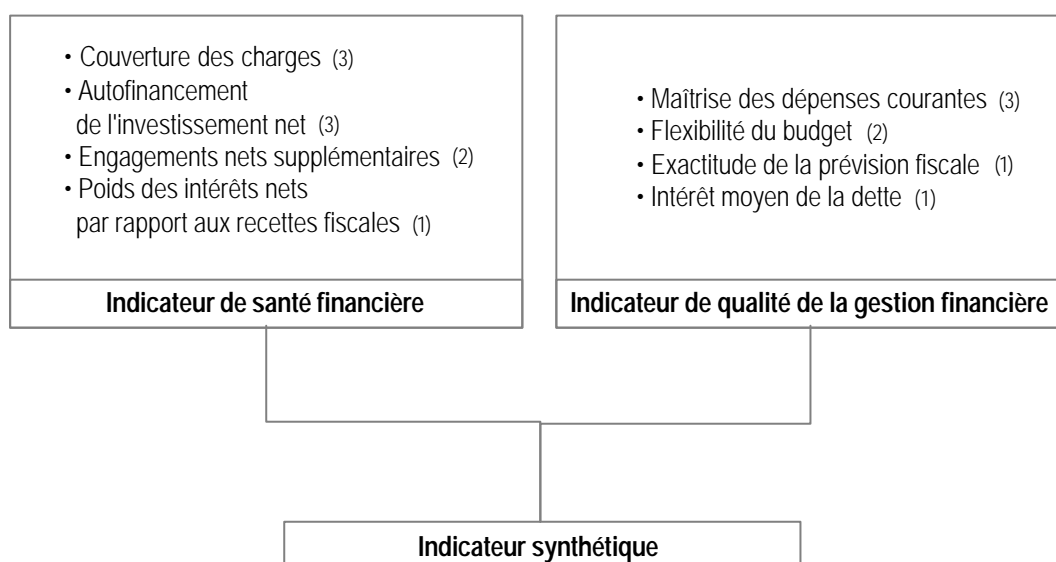 • Couverture des charges (3)
• Autofinancement
de l'investissement net (3)
• Engagements nets supplémentaires (2)
• Poids des intérêts nets
par rapport aux recettes fiscales (1)
Indicateur de santé financière
• Maîtrise des dépenses courantes (3)
• Flexibilité du budget (2)
• Exactitude de la prévision fiscale (1)
• Intérêt moyen de la dette (1)
Indicateur de qualité de la gestion financière
Indicateur synthétique